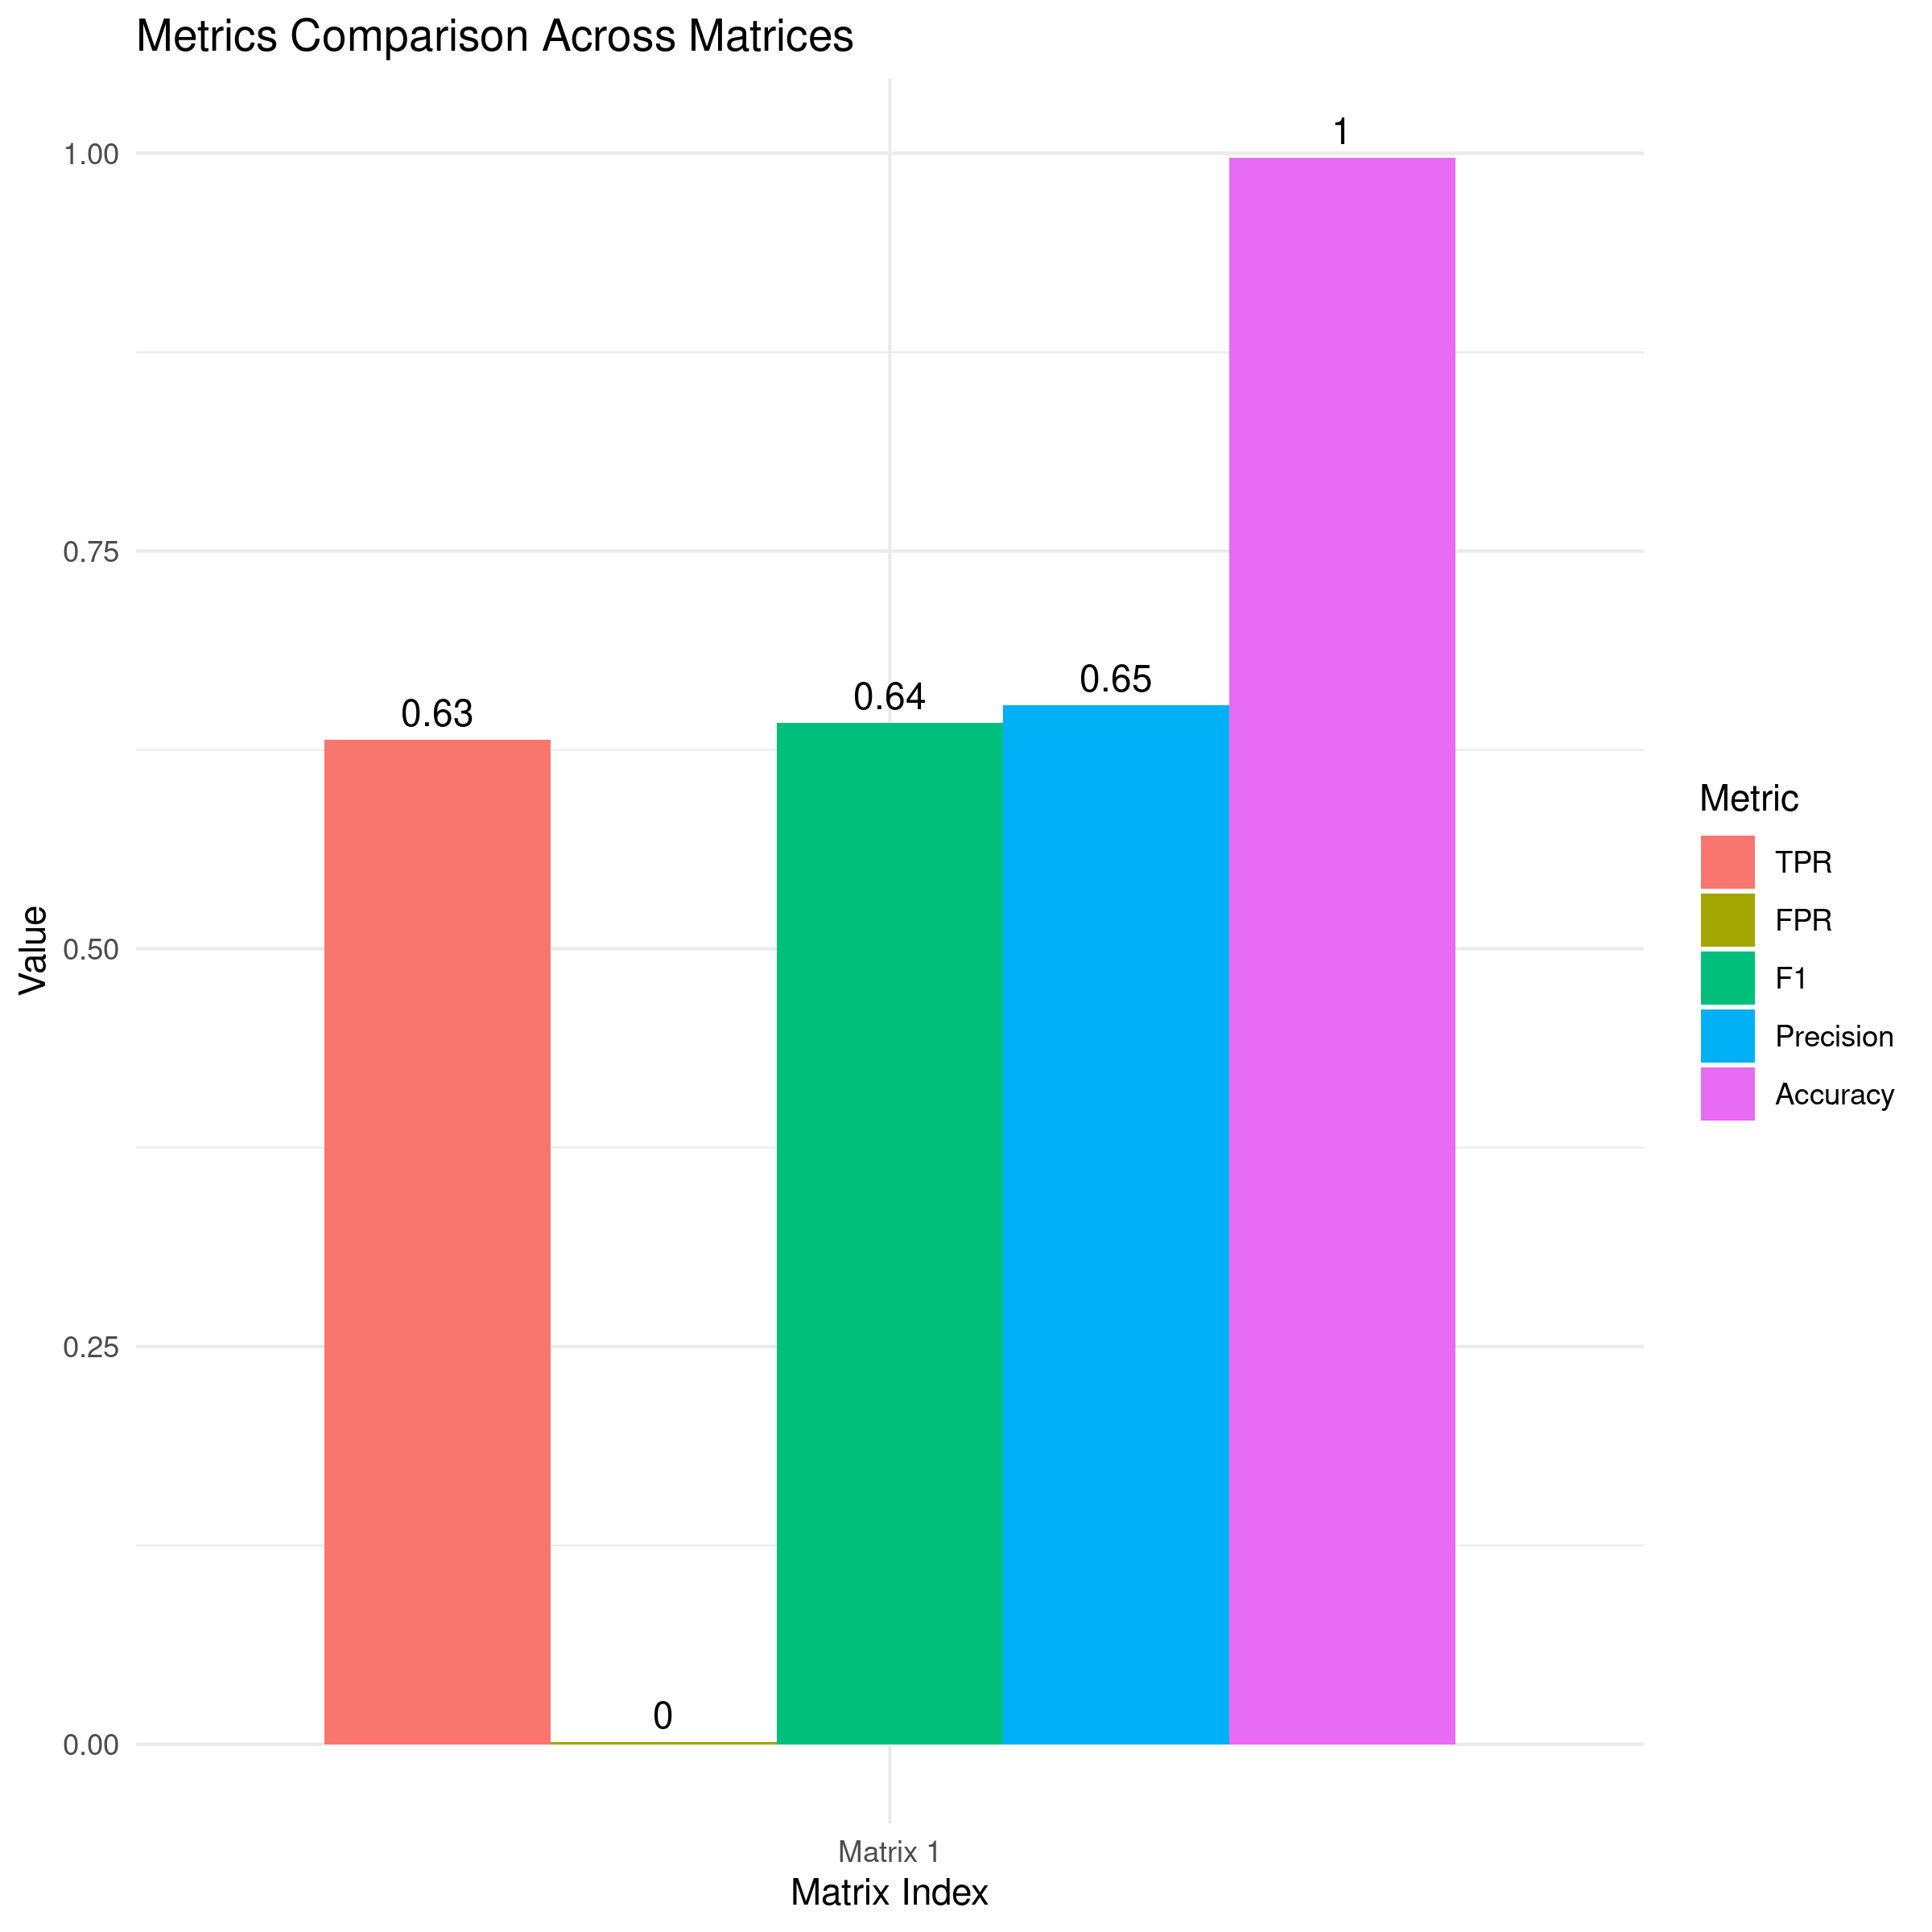 Metrics Comparison Across Matrices
1
1.00
0.75
0.65
0.64
0.63
Metric
TPR
FPR
F1
Precision
Accuracy
Value
0.50
0.25
0
0.00
Matrix 1
Matrix Index